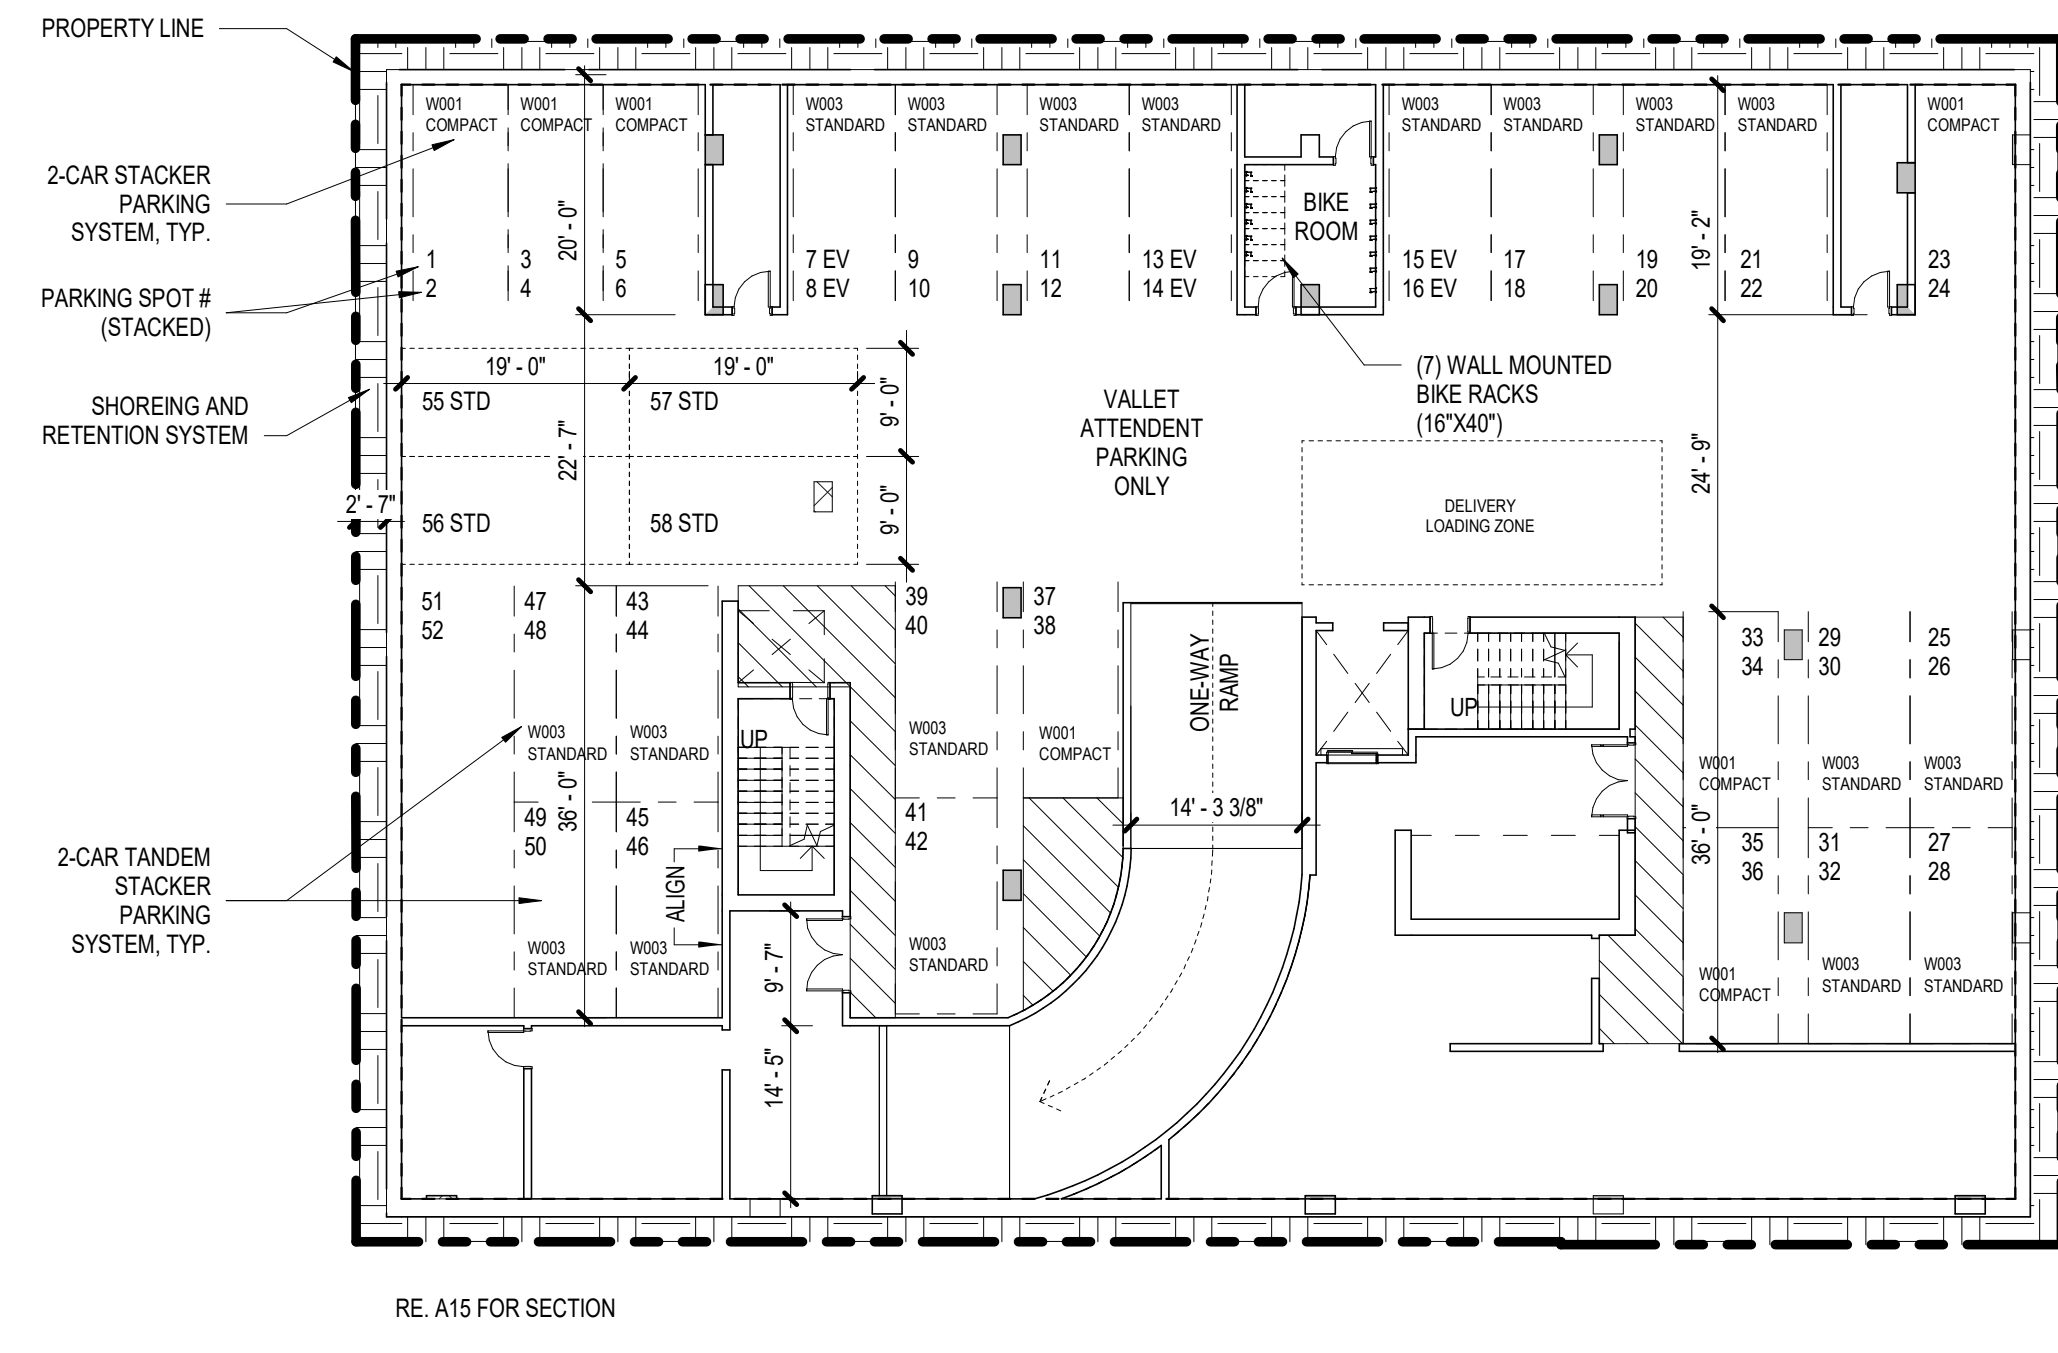 PROPERTY LINE
W001
COMPACT
W001
COMPACT
W001
COMPACT
W003
STANDARD
W003
STANDARD
W003
STANDARD
W003
STANDARD
W003
STANDARD
W003
STANDARD
W003
STANDARD
W003
STANDARD
W001
COMPACT
2-CAR STACKER
PARKING
SYSTEM, TYP.
20' - 0"
BIKE
ROOM
19' - 2"
1
2
3
4
5
6
7 EV
8 EV
9
10
11
12
13 EV
14 EV
15 EV
16 EV
17
18
19
20
21
22
23
24
PARKING SPOT #
(STACKED)
19' - 0"
19' - 0"
(7) WALL MOUNTED
BIKE RACKS
(16"X40")
55 STD
57 STD
9' - 0"
VALLET
ATTENDENT
PARKING
ONLY
SHOREING AND
RETENTION SYSTEM
22' - 7"
24' - 9"
2' - 7"
56 STD
58 STD
9' - 0"
DELIVERY
LOADING ZONE
51
52
47
48
43
44
39
40
37
38
33
34
29
30
25
26
ONE-WAY
RAMP
UP
UP
W003
STANDARD
W003
STANDARD
W003
STANDARD
W001
COMPACT
W001
COMPACT
W003
STANDARD
W003
STANDARD
36' - 0"
14' - 3 3/8"
36' - 0"
49
50
45
46
41
42
35
36
31
32
27
28
2-CAR TANDEM
STACKER
PARKING
SYSTEM, TYP.
ALIGN
W003
STANDARD
W003
STANDARD
W003
STANDARD
W001
COMPACT
W003
STANDARD
W003
STANDARD
9' - 7"
14' - 5"
RE. A15 FOR SECTION